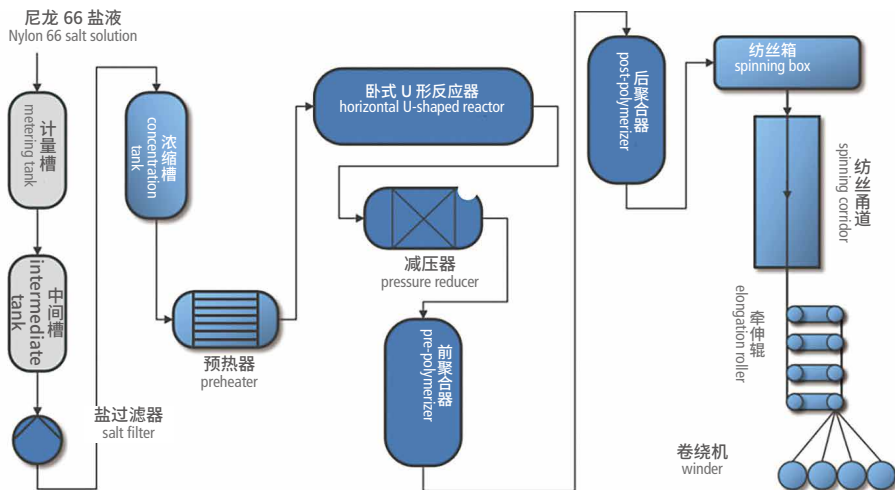 尼龙 66 盐液
Nylon 66 salt solution
计量槽
metering tank
中间槽
intermediate
tank
盐过滤器
salt filter
浓缩槽
concentration
tank
预热器
preheater
卧式 U 形反应器
horizontal U-shaped reactor
减压器
pressure reducer
前聚合器
pre-polymerizer
后聚合器
post-polymerizer
纺丝箱
spinning box
纺丝甬道
spinning corridor
牵伸辊
elongation roller
卷绕机
winder